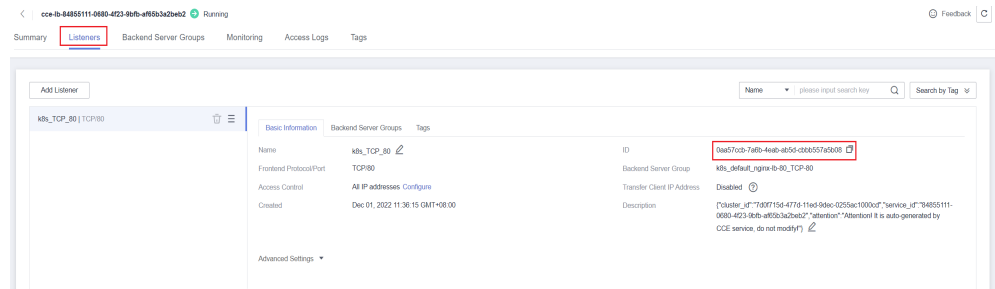 cce-lb-84855111-0680-4f23-9bfb-af65b3a2beb2 Running Feedback
Summary Listeners Backend Server Groups Monitoring Access Logs Tags
Add Listener Name please input search key Search by Tag
k8s_TCP_80 | TCP/80
Basic Information Backend Server Groups Tags
Name k8s_TCP_80 ID 0aa57ccb-7a6b-4eab-ab5d-cbbb557a5b08
Frontend Protocol/Port TCP/80 Backend Server Group k8s_default_nginx-lb-80_TCP-80
Access Control All IP addresses Configure Transfer Client IP Address Disabled
Created Dec 01, 2022 11:36:15 GMT+08:00 Description {"cluster_id":"7d0f715d-477d-11ed-9dec-0255ac1000cd","service_id":"84855111-
0680-4f23-9bfb-af65b3a2beb2","attention":"Attention! It is auto-generated by
CCE service, do not modify!"}
Advanced Settings